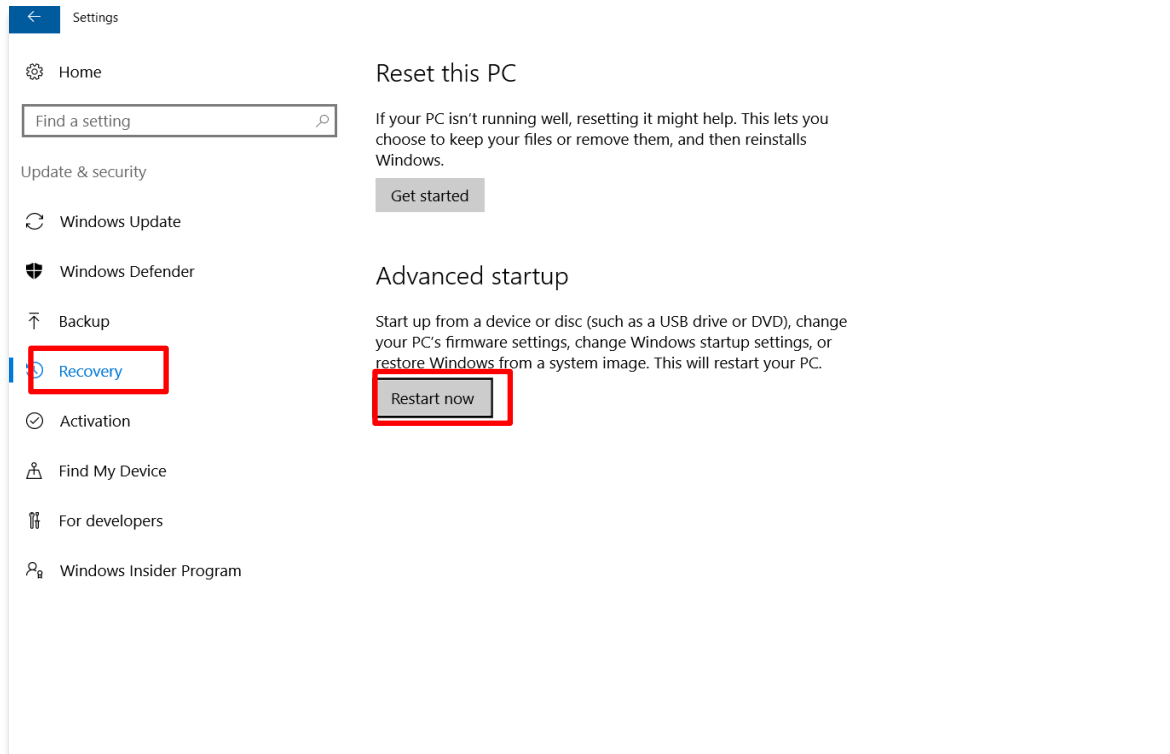 Settings
Home
Find a setting
Update & security
Windows Update
Windows Defender
Backup
Recovery
Activation
Find My Device
For developers
Windows Insider Program
Reset this PC
If your PC isn't running well, resetting it might help. This lets you
choose to keep your files or remove them, and then reinstalls
Windows.
Get started
Advanced startup
Start up from a device or disc (such as a USB drive or DVD), change
your PC's firmware settings, change Windows startup settings, or
restore Windows from a system image. This will restart your PC.
Restart now